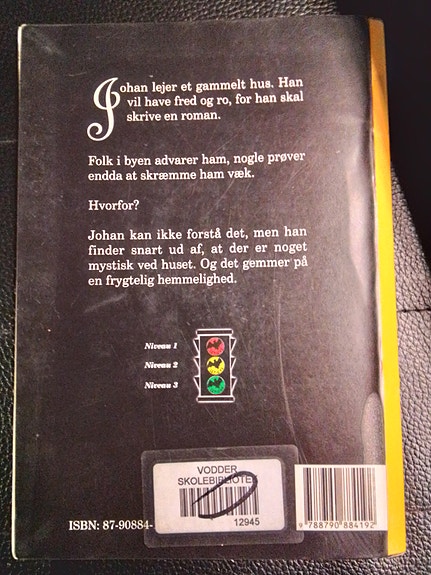 Johan lejer et gammelt hus. Han
vil have fred og ro, for han skal
skrive en roman.
Folk i byen advarer ham, nogle prøver
endda at skræmme ham væk.
Hvorfor?
Johan kan ikke forstå det, men han
finder snart ud af, at der er noget
mystisk ved huset. Og det gemmer på
en frygtelig hemmelighed.
Niveau 1
Niveau 2
Niveau 3
VODDER
SKOLEBIBLIOTE
12945
ISBN: 87-90884-
9 788790 884192